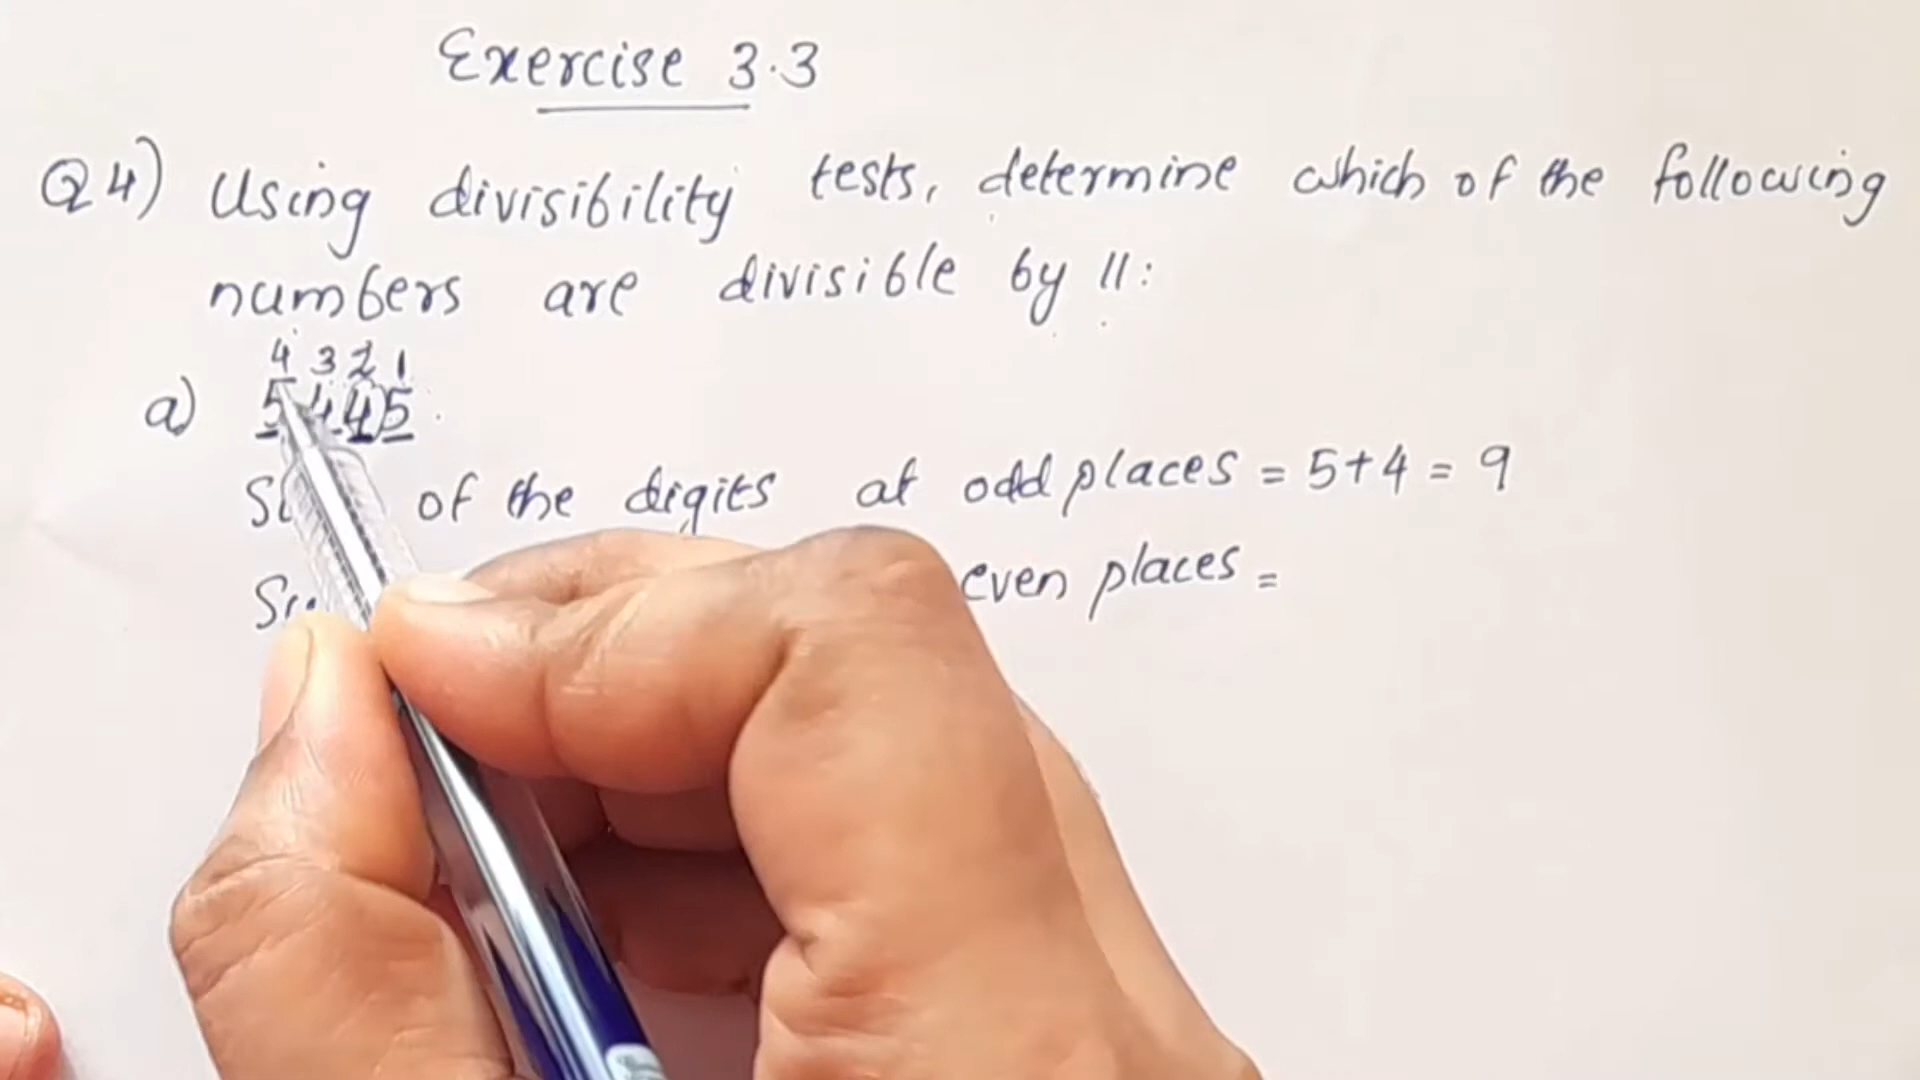 Exercise 3.3
Q4) Using divisibility tests, determine which of the following
numbers are divisible by 11:
4 3 2 1
a) 5445
of the digits at odd places = 5+4 = 9
even places =